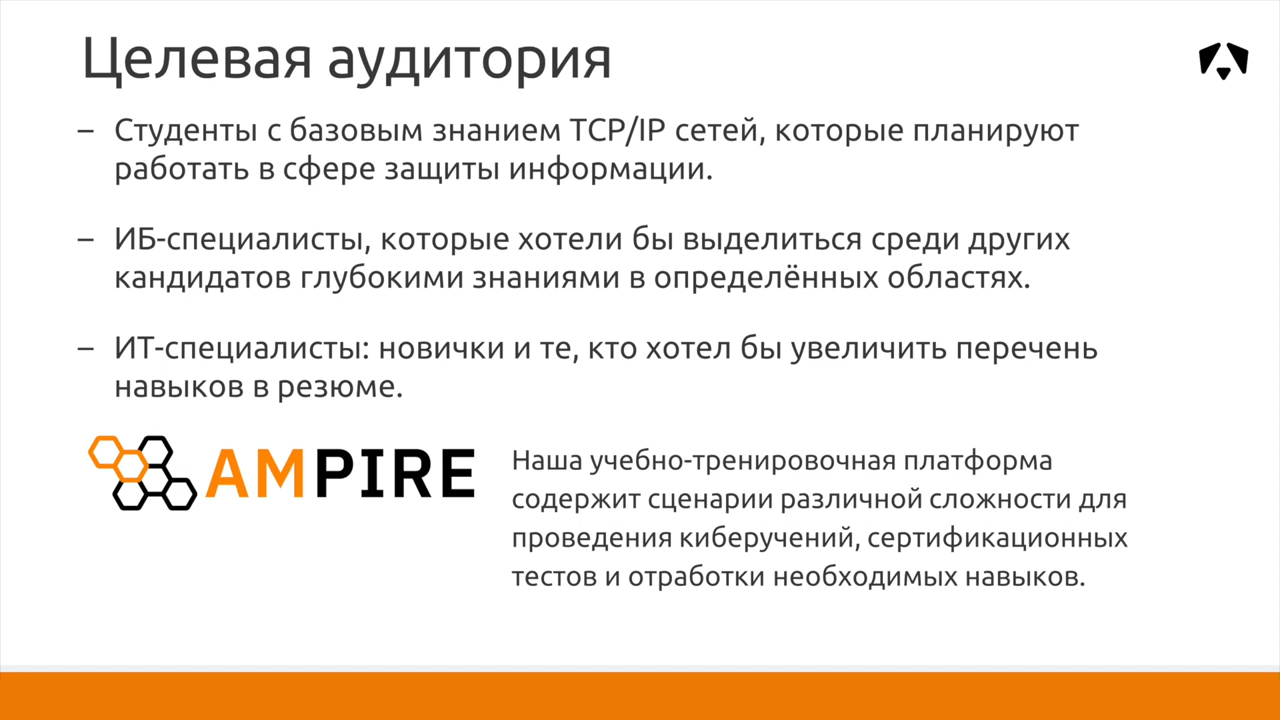 Целевая аудитория
– Студенты с базовым знанием TCP/IP сетей, которые планируют
работать в сфере защиты информации.
– ИБ-специалисты, которые хотели бы выделиться среди других
кандидатов глубокими знаниями в определённых областях.
– ИТ-специалисты: новички и те, кто хотел бы увеличить перечень
навыков в резюме.
AMPIRE
Наша учебно-тренировочная платформа
содержит сценарии различной сложности для
проведения киберучений, сертификационных
тестов и отработки необходимых навыков.